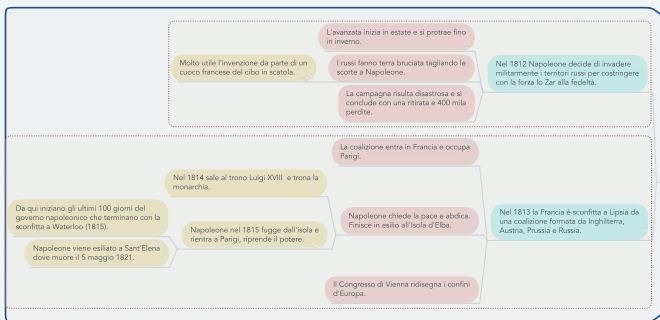 L'avanzata inizia in estate e si protrae fino
in inverno.
Molto utile l'invenzione da parte di un
cuoco francese del cibo in scatola.
I russi fanno terra bruciata tagliando le
scorte a Napoleone.
Nel 1812 Napoleone decide di invadere
militarmente i territori russi per costringere
con la forza lo Zar alla fedeltà.
La campagna risulta disastrosa e si
conclude con una ritirata e 400 mila
perdite.
La coalizione entra in Francia e occupa
Parigi.
Nel 1814 sale al trono Luigi XVIII e trona la
monarchia.
Da qui iniziano gli ultimi 100 giorni del
governo napoleonico che terminano con la
sconfitta a Waterloo (1815).
Napoleone nel 1815 fugge dall'isola e
rientra a Parigi, riprende il potere.
Napoleone chiede la pace e abdica.
Finisce in esilio all'Isola d'Elba.
Nel 1813 la Francia è sconfitta a Lipsia da
una coalizione formata da Inghilterra,
Austria, Prussia e Russia.
Napoleone viene esiliato a Sant'Elena
dove muore il 5 maggio 1821.
Il Congresso di Vienna ridisegna i confini
d'Europa.